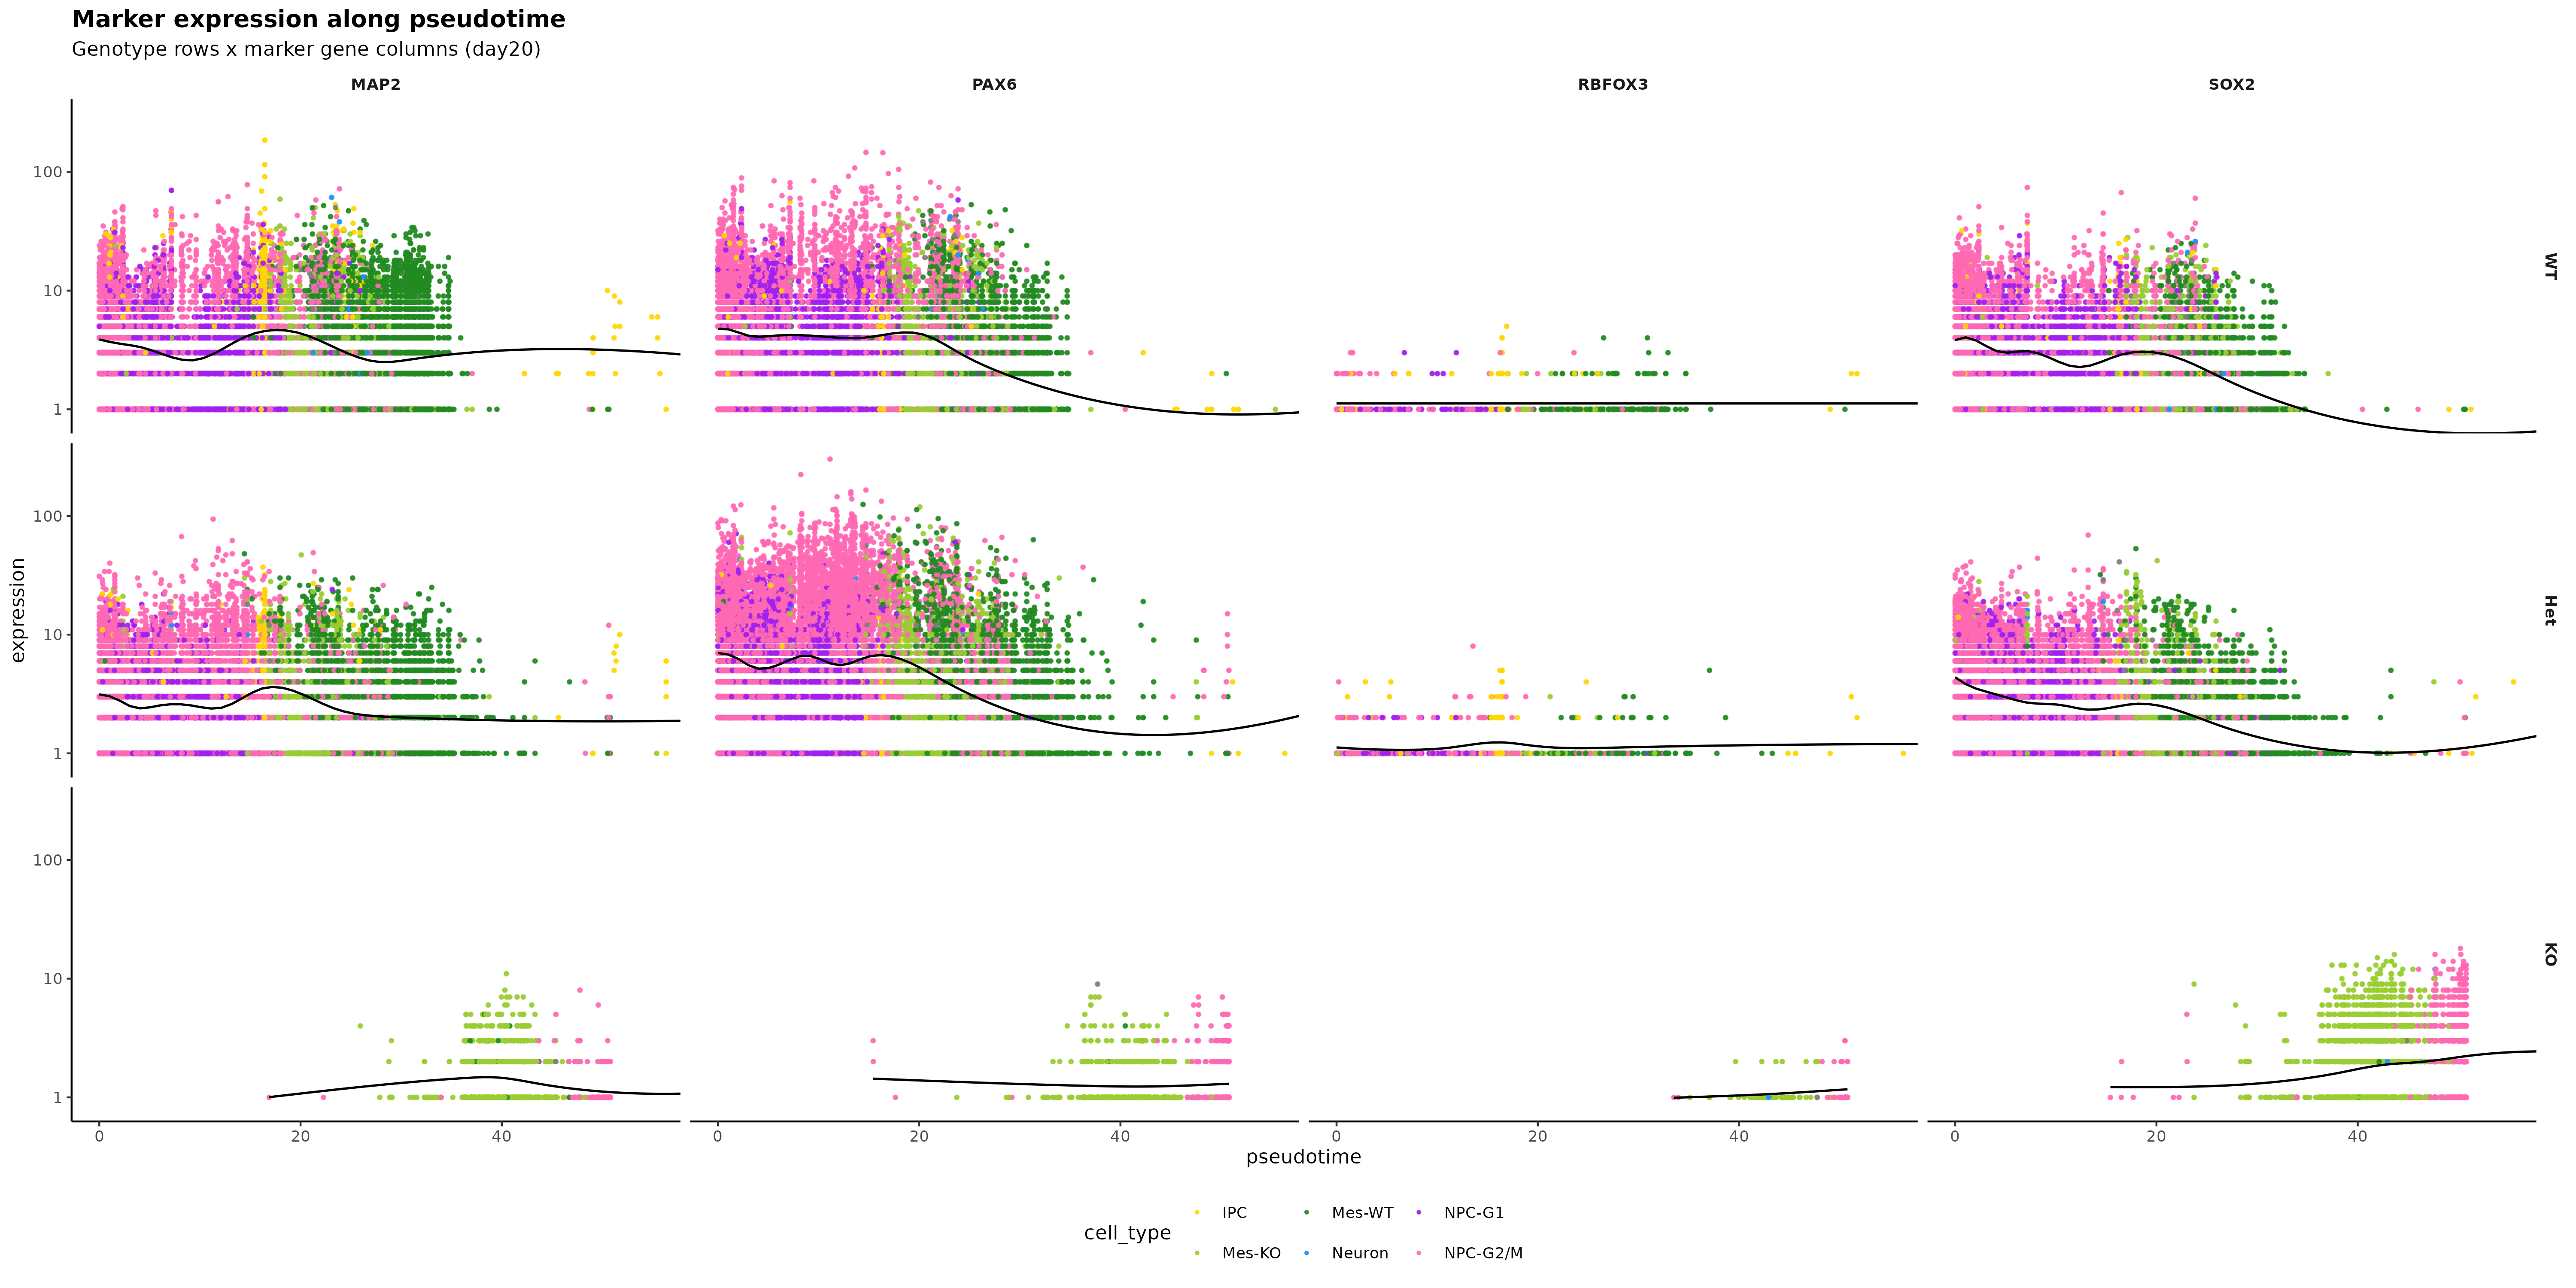 Marker expression along pseudotime
Genotype rows x marker gene columns (day20)
MAP2 PAX6 RBFOX3 SOX2
100
10
1
WT
100
10
1
Het
100
10
1
KO
expression
0 20 40 0 20 40 0 20 40 0 20 40
pseudotime
cell_type
IPC Mes-WT NPC-G1
Mes-KO Neuron NPC-G2/M